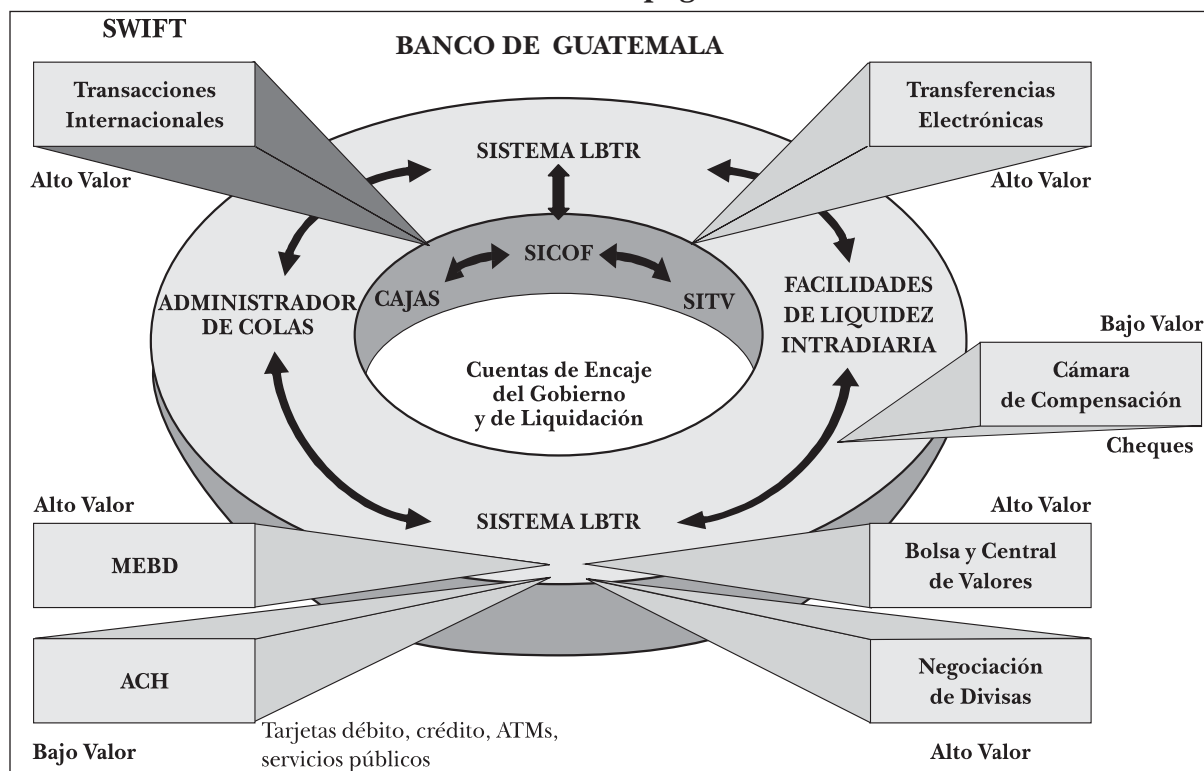 SWIFT
BANCO DE GUATEMALA
Transacciones
Internacionales
Alto Valor
Transferencias
Electrónicas
Alto Valor
SISTEMA LBTR
SICOF
CAJAS
SITV
ADMINISTRADOR
DE COLAS
FACILIDADES
DE LIQUIDEZ
INTRADIARIA
Cuentas de Encaje
del Gobierno
y de Liquidación
Bajo Valor
Cámara
de Compensación
Cheques
SISTEMA LBTR
Alto Valor
MEBD
Alto Valor
Bolsa y Central
de Valores
ACH
Bajo Valor
Tarjetas débito, crédito, ATMs,
servicios públicos
Negociación
de Divisas
Alto Valor